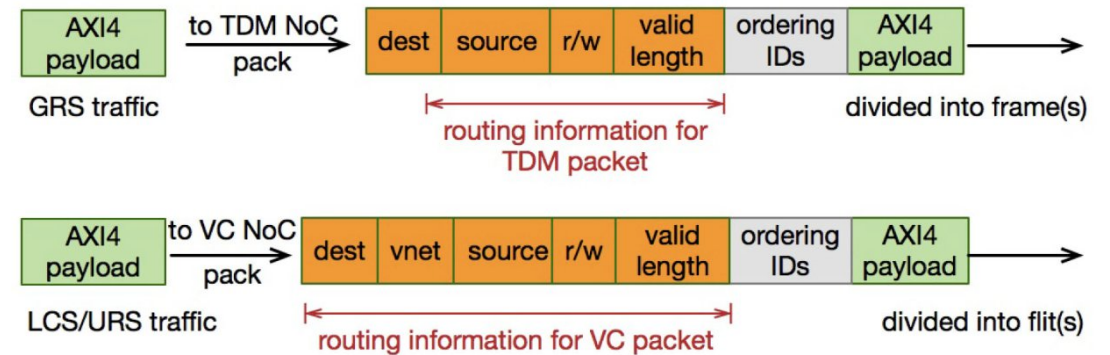 AXI4
payload
GRS traffic
to TDM NoC
pack
dest
source
r/w
valid
length
ordering
IDs
AXI4
payload
divided into frame(s)
routing information for
TDM packet
AXI4
payload
LCS/URS traffic
to VC NoC
pack
dest
vnet
source
r/w
valid
length
ordering
IDs
AXI4
payload
divided into flit(s)
routing information for VC packet